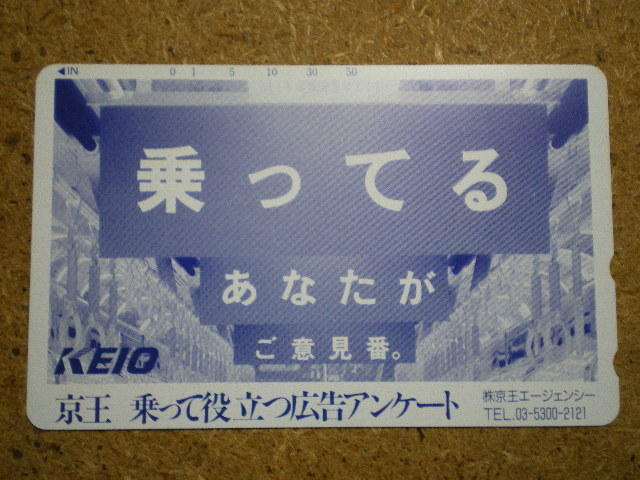 ◀IN 0 1 5 10 30 50
乗ってる
あなたが
ご意見番。
KEIO
京王 乗って役立つ広告アンケート
㈱京王エージェンシー
TEL.03-5300-2121